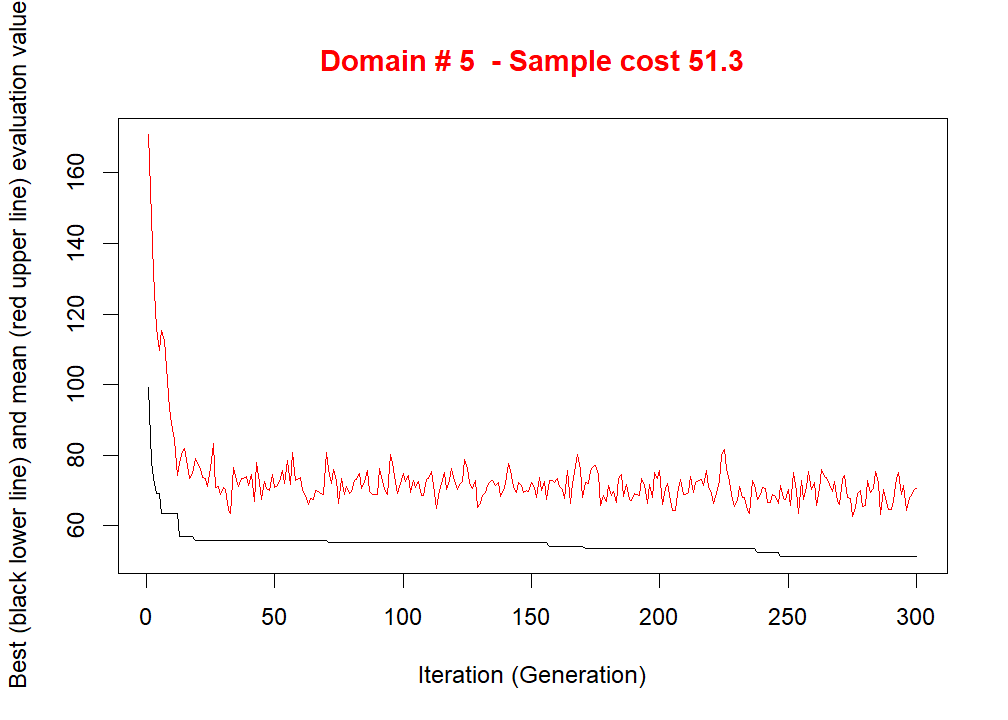 Domain # 5  - Sample cost 51.3
Best (black lower line) and mean (red upper line) evaluation value
160
140
120
100
80
60
0 50 100 150 200 250 300
Iteration (Generation)